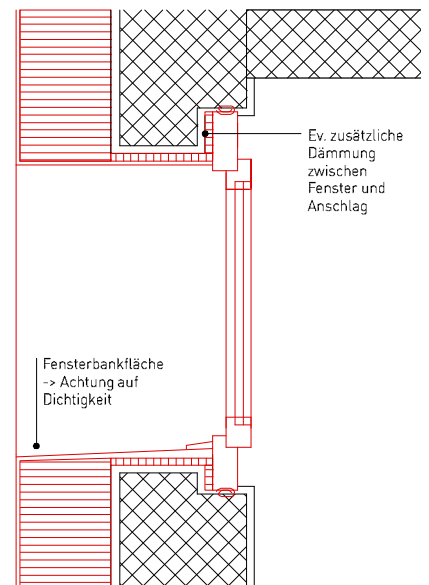 Ev. zusätzliche
Dämmung
zwischen
Fenster und
Anschlag
Fensterbankfläche
-> Achtung auf
Dichtigkeit